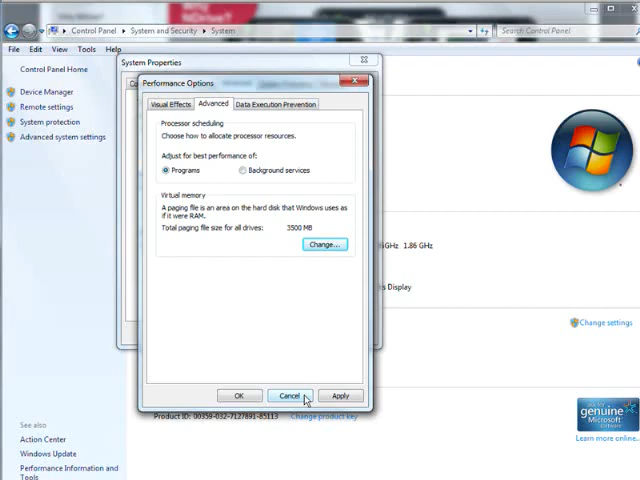 Control Panel ▸ System and Security ▸ System
Search Control Panel
File Edit View Tools Help
Control Panel Home
Device Manager
Remote settings
System protection
Advanced system settings
System Properties
Performance Options
Visual Effects Advanced Data Execution Prevention
Processor scheduling
Choose how to allocate processor resources.
Adjust for best performance of:
Programs Background services
Virtual memory
A paging file is an area on the hard disk that Windows uses as
if it were RAM.
Total paging file size for all drives: 3500 MB
Change...
OK Cancel Apply
GHz 1.86 GHz
Display
Change settings
Product ID: 00359-032-7127891-85113 Change product key
genuine
Microsoft
software
Learn more online...
See also
Action Center
Windows Update
Performance Information and
Tools